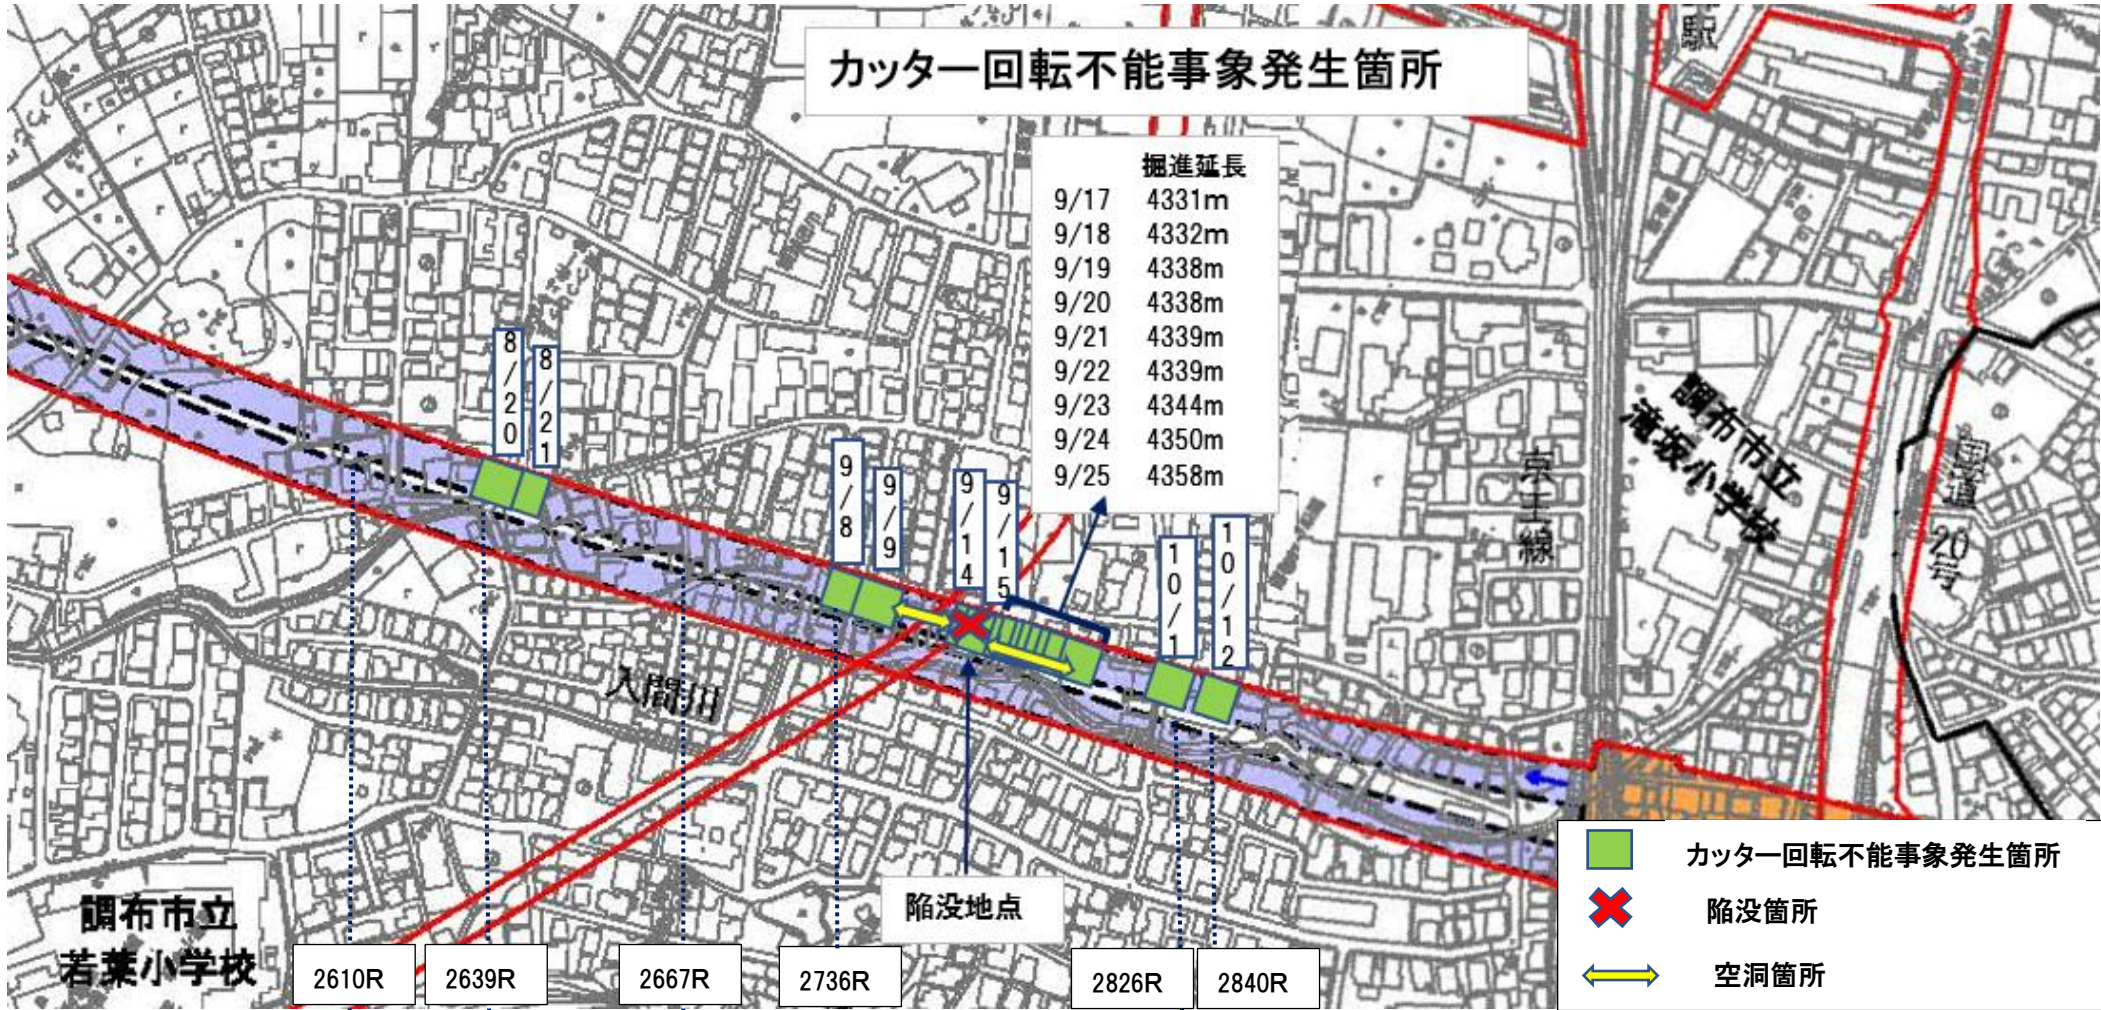 カッター回転不能事象発生箇所
駅
掘進延長
9/17 4331m
9/18 4332m
9/19 4338m
9/20 4338m
9/21 4339m
9/22 4339m
9/23 4344m
9/24 4350m
9/25 4358m
8/20
8/21
9/8
9/9
9/14
9/15
10/1
10/12
京王線
調布市立
滝坂小学校
国道20号
入間川
陥没地点
調布市立
若葉小学校
2610R
2639R
2667R
2736R
2826R
2840R
カッター回転不能事象発生箇所
陥没箇所
空洞箇所